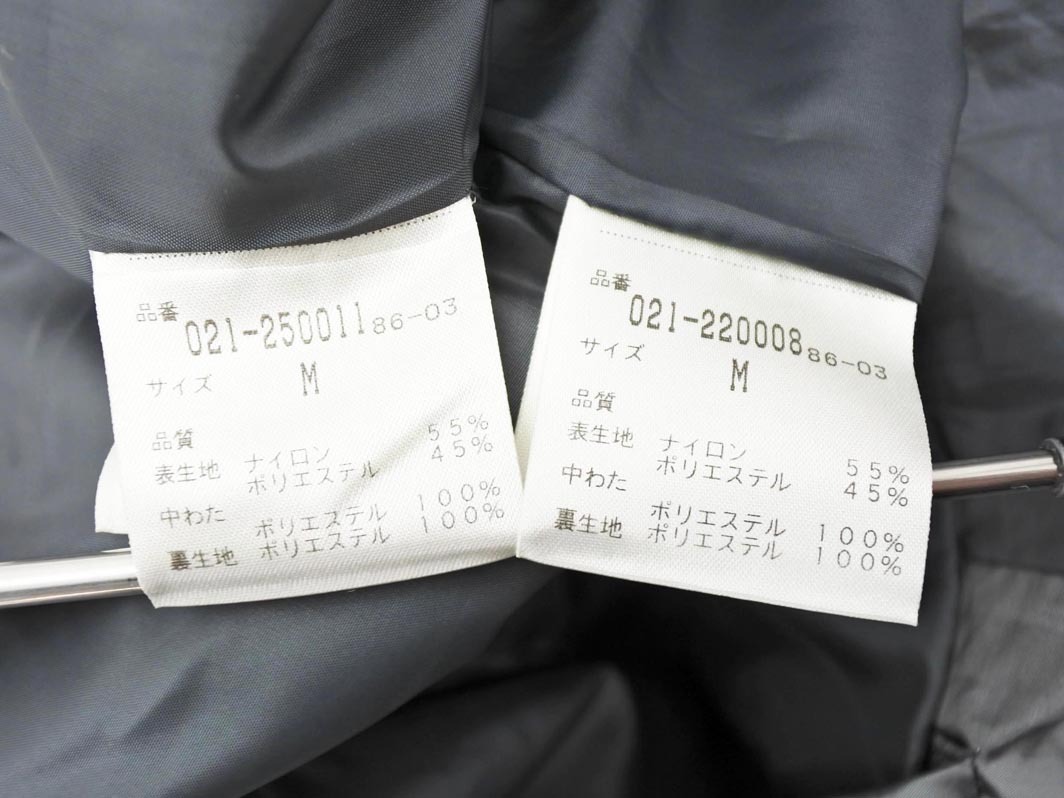 品番 021-250011 86-03
サイズ M
品質
表生地 ナイロン 55%
ポリエステル 45%
中わた ポリエステル 100%
裏生地 ポリエステル 100%
品番 021-220008 86-03
サイズ M
品質
表生地 ナイロン 55%
ポリエステル 45%
中わた ポリエステル 100%
裏生地 ポリエステル 100%